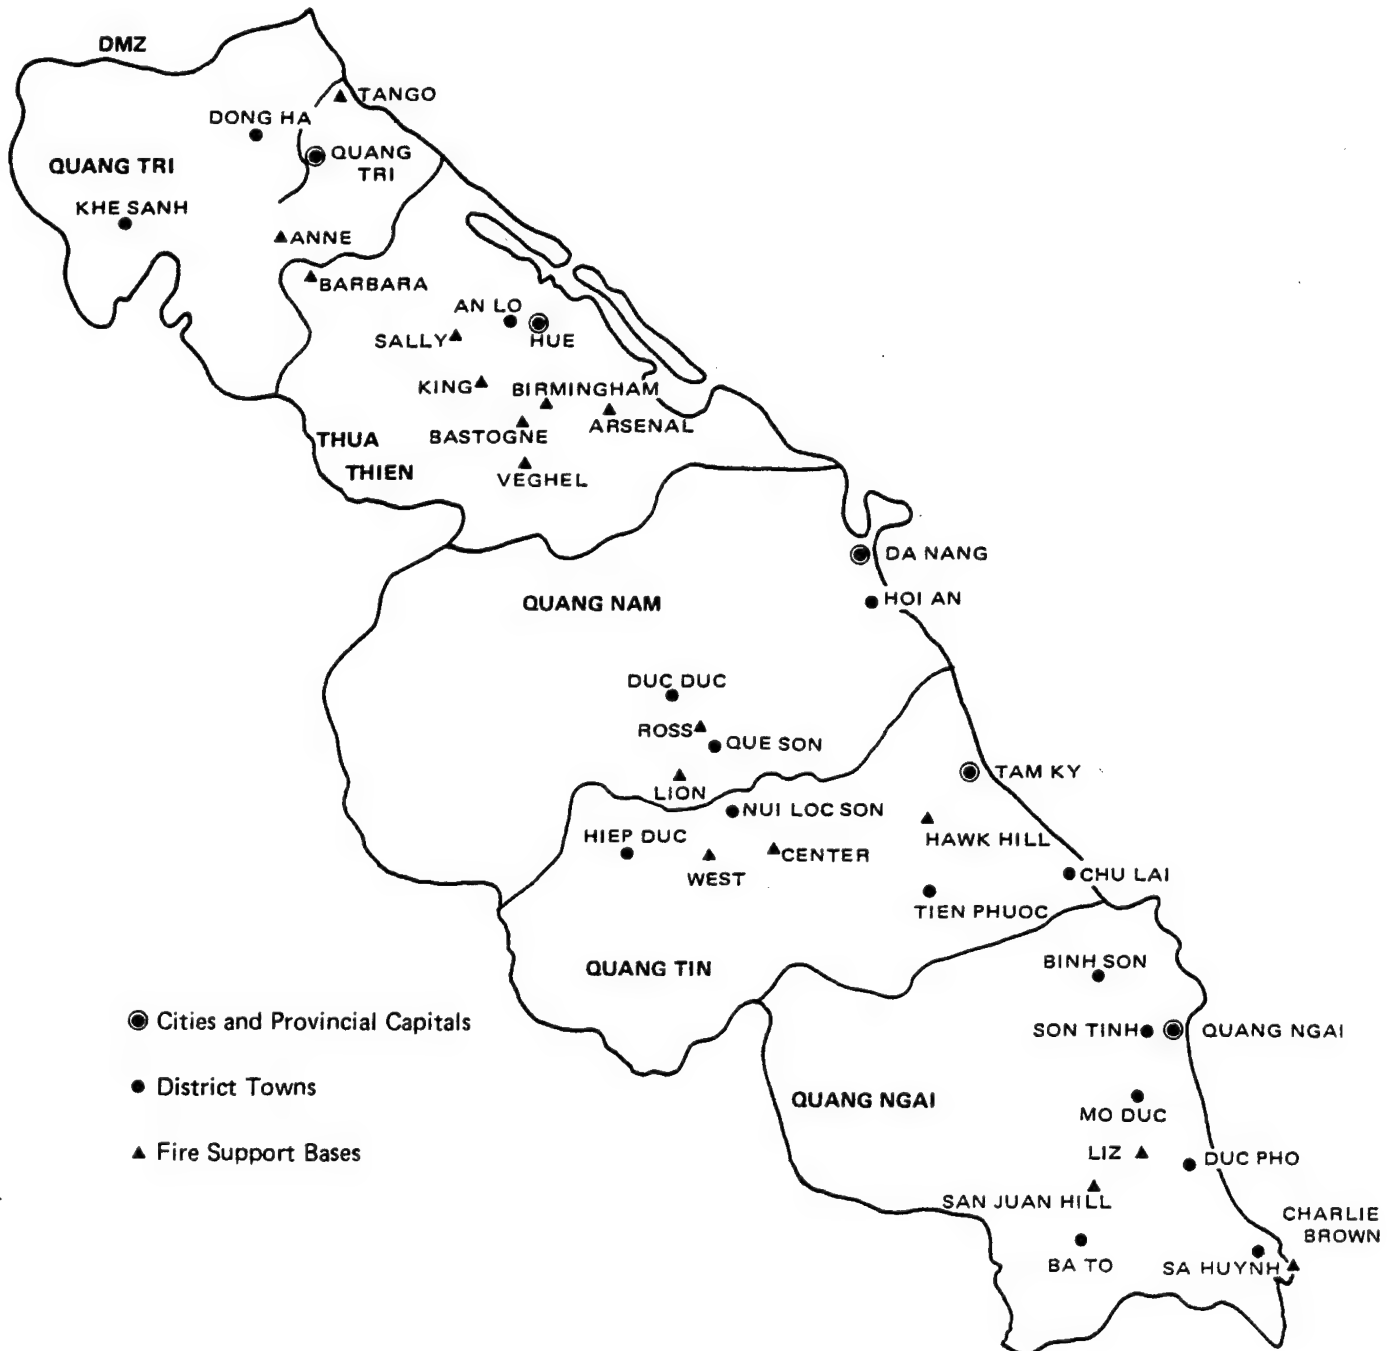 DMZ
TANGO
DONG HA
QUANG
TRI
QUANG TRI
KHE SANH
ANNE
BARBARA
AN LO
SALLY
HUE
KING
BIRMINGHAM
ARSENAL
BASTOGNE
THUA
THIEN
VEGHEL
DA NANG
HOI AN
QUANG NAM
DUC DUC
ROSS
QUE SON
TAM KY
LION
NUI LOC SON
HIEP DUC
HAWK HILL
CENTER
WEST
CHU LAI
TIEN PHUOC
BINH SON
QUANG TIN
Cities and Provincial Capitals
SON TINH
QUANG NGAI
District Towns
QUANG NGAI
MO DUC
Fire Support Bases
LIZ
DUC PHO
SAN JUAN HILL
CHARLIE
BROWN
BA TO
SA HUYNH